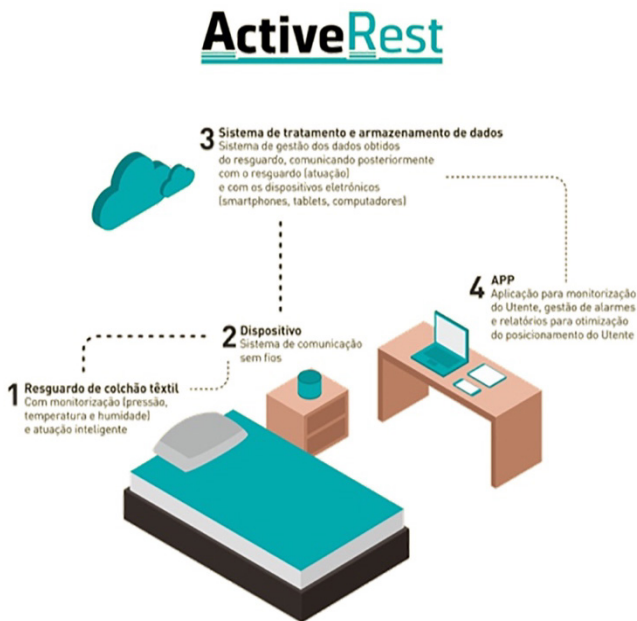 ActiveRest
3 Sistema de tratamento e armazenamento de dados
Sistema de gestão dos dados obtidos
do resguardo, comunicando posteriormente
com o resguardo (atuação)
e com os dispositivos eletrónicos
(smartphones, tablets, computadores)
4 APP
Aplicação para monitorização
do Utente, gestão de alarmes
e relatórios para otimização
do posicionamento do Utente
2 Dispositivo
Sistema de comunicação
sem fios
1 Resguardo de colchão têxtil
Com monitorização (pressão,
temperatura e humidade)
e atuação inteligente